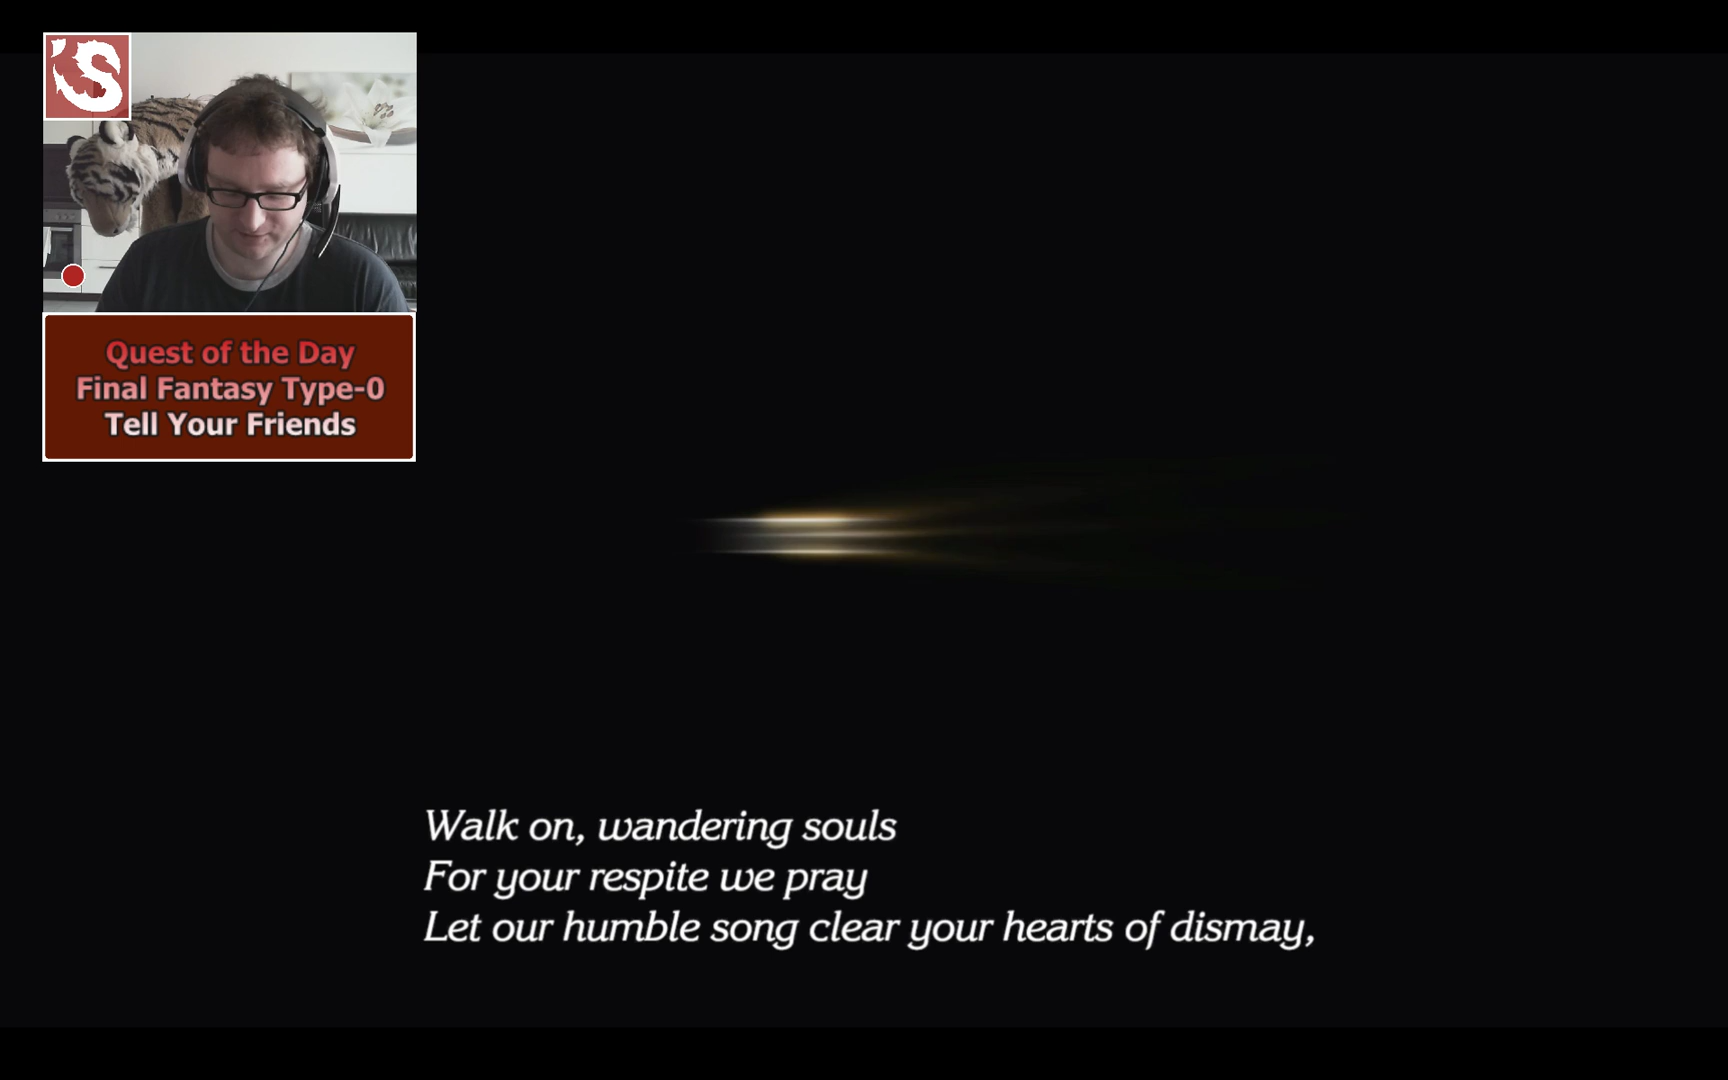 S
Quest of the Day
Final Fantasy Type-0
Tell Your Friends
Walk on, wandering souls
For your respite we pray
Let our humble song clear your hearts of dismay,